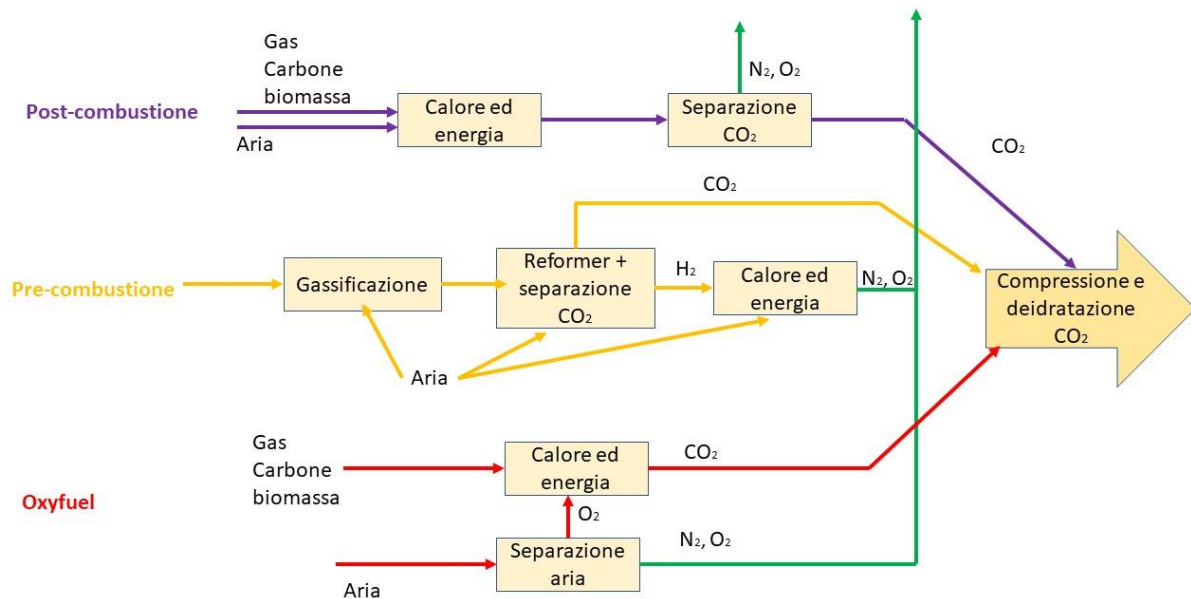 Gas
Carbone
biomassa
Post-combustione
Aria
Calore ed
energia
N₂, O₂
Separazione
CO₂
CO₂
CO₂
Pre-combustione
Gassificazione
Reformer +
separazione
CO₂
H₂
Calore ed
energia
N₂, O₂
Compressione e
deidratazione
CO₂
Aria
Gas
Carbone
biomassa
Oxyfuel
Calore ed
energia
CO₂
O₂
Separazione
aria
N₂, O₂
Aria